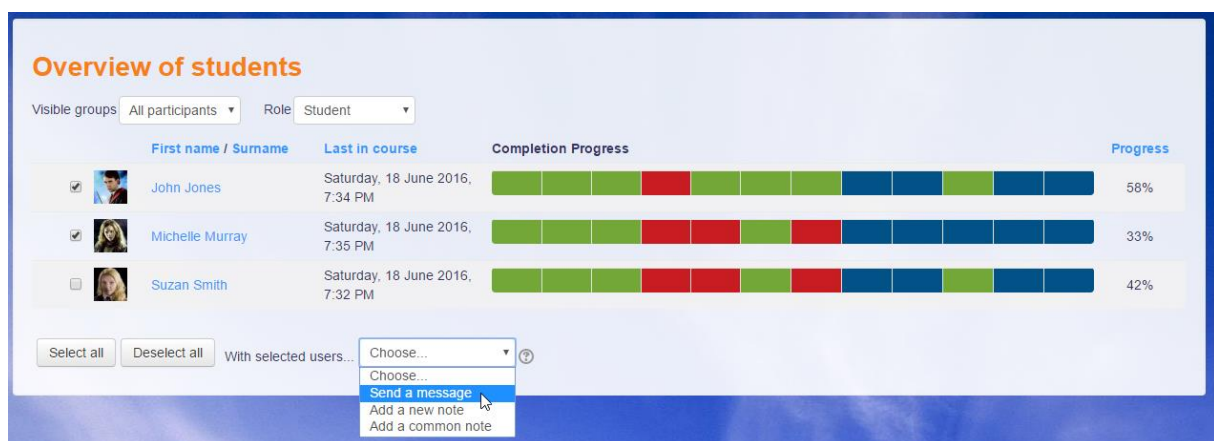 Overview of students
Visible groups All participants Role Student
First name / Surname Last in course Completion Progress Progress
John Jones Saturday, 18 June 2016, 7:34 PM 58%
Michelle Murray Saturday, 18 June 2016, 7:35 PM 33%
Suzan Smith Saturday, 18 June 2016, 7:32 PM 42%
Select all Deselect all With selected users... Choose... ?
Choose...
Send a message
Add a new note
Add a common note